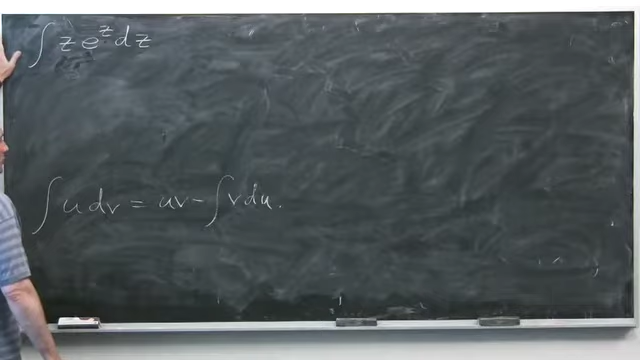 ∫ z e^z dz
∫ u dv = uv - ∫ v du.